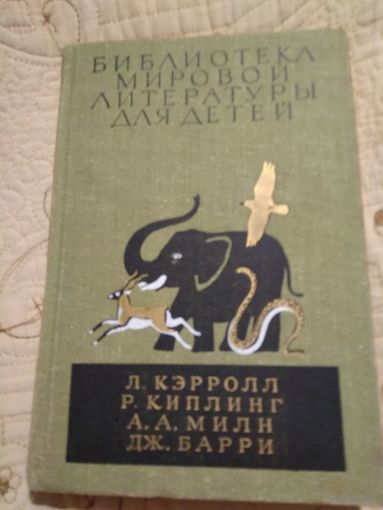 БИБЛИОТЕКА
МИРОВОЙ
ЛИТЕРАТУРЫ
ДЛЯ ДЕТЕЙ
Л. КЭРРОЛЛ
Р. КИПЛИНГ
А. А. МИЛН
ДЖ. БАРРИ